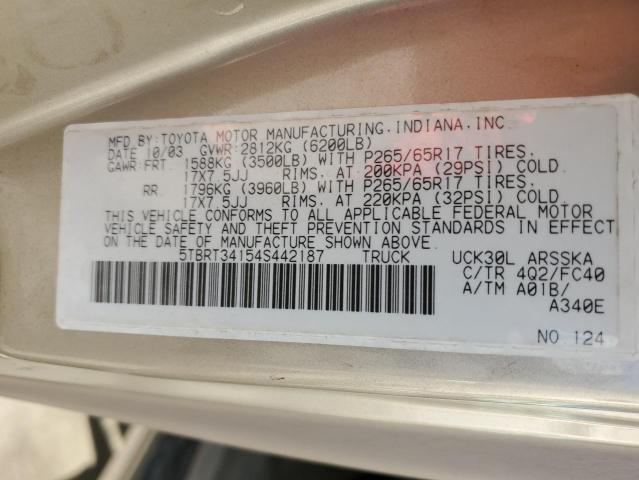 MFD.BY:TOYOTA MOTOR MANUFACTURING,INDIANA,INC
DATE 10/03 GVWR:2812KG (6200LB)
GAWR:FRT. 1588KG (3500LB) WITH P265/65R17 TIRES.
17X7.5JJ RIMS. AT 200KPA (29PSI) COLD
RR. 1796KG (3960LB) WITH P265/65R17 TIRES.
17X7.5JJ RIMS. AT 220KPA (32PSI) COLD.
THIS VEHICLE CONFORMS TO ALL APPLICABLE FEDERAL MOTOR
VEHICLE SAFETY AND THEFT PREVENTION STANDARDS IN EFFECT
ON THE DATE OF MANUFACTURE SHOWN ABOVE.
5TBRT34154S442187 TRUCK UCK30L ARSSKA
C/TR 4Q2/FC40
A/TM A01B/
A340E
NO.124